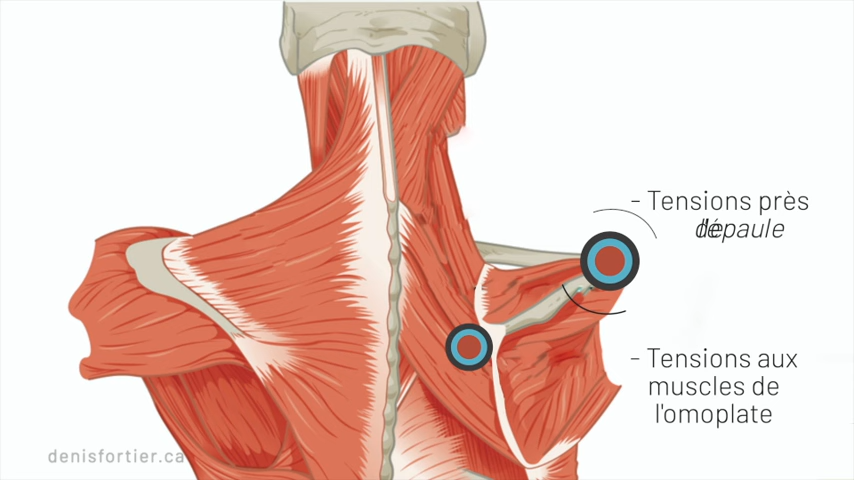 - Tensions près
l'épaule
- Tensions aux
muscles de
l'omoplate
denisfortier.ca